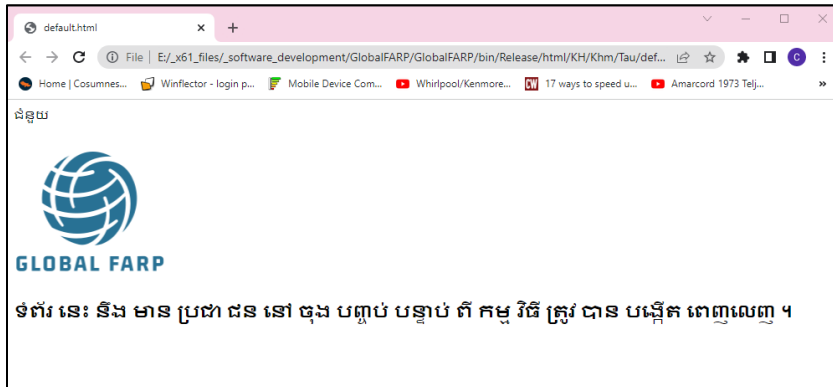 default.html
File | E:/_x61_files/_software_development/GlobalFARP/GlobalFARP/bin/Release/html/KH/Khm/Tau/def...
C
Home | Cosumnes... Winflector - login p... Mobile Device Com... Whirlpool/Kenmore... CW 17 ways to speed u... Amarcord 1973 Telj... »
ជំនួយ
GLOBAL FARP
ទំព័រ នេះ នឹង មាន ប្រជា ជន នៅ ចុង បញ្ចប់ បន្ទាប់ ពី កម្ម វិធី ត្រូវ បាន បង្កើត ពេញលេញ ។